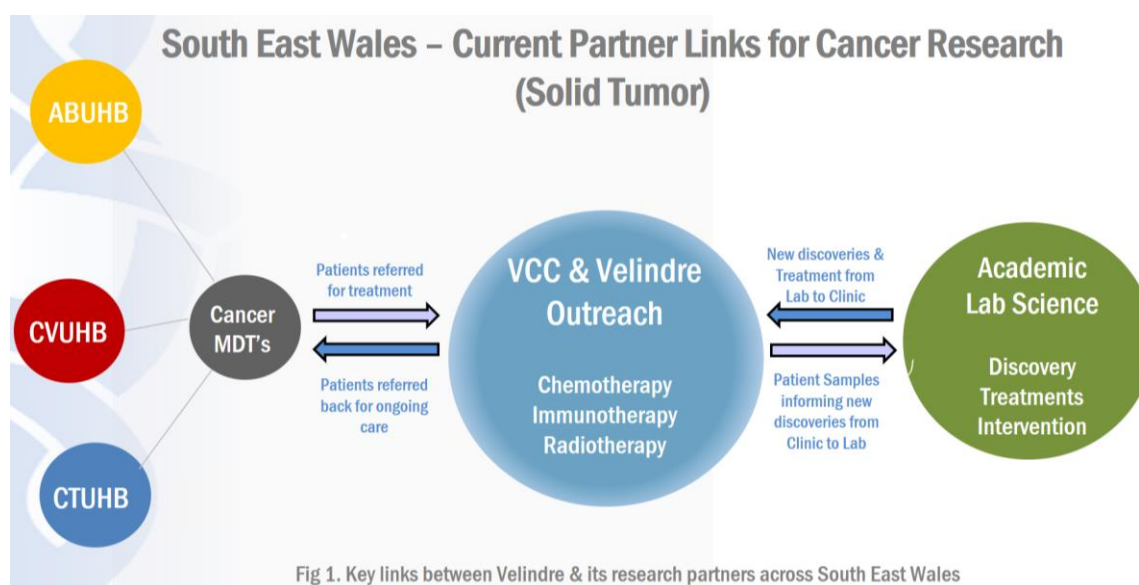 South East Wales – Current Partner Links for Cancer Research
(Solid Tumor)
ABUHB
CVUHB
CTUHB
Cancer
MDT's
Patients referred
for treatment
Patients referred
back for ongoing
care
VCC & Velindre
Outreach
Chemotherapy
Immunotherapy
Radiotherapy
New discoveries &
Treatment from
Lab to Clinic
Patient Samples
informing new
discoveries from
Clinic to Lab
Academic
Lab Science
Discovery
Treatments
Intervention
Fig 1. Key links between Velindre & its research partners across South East Wales